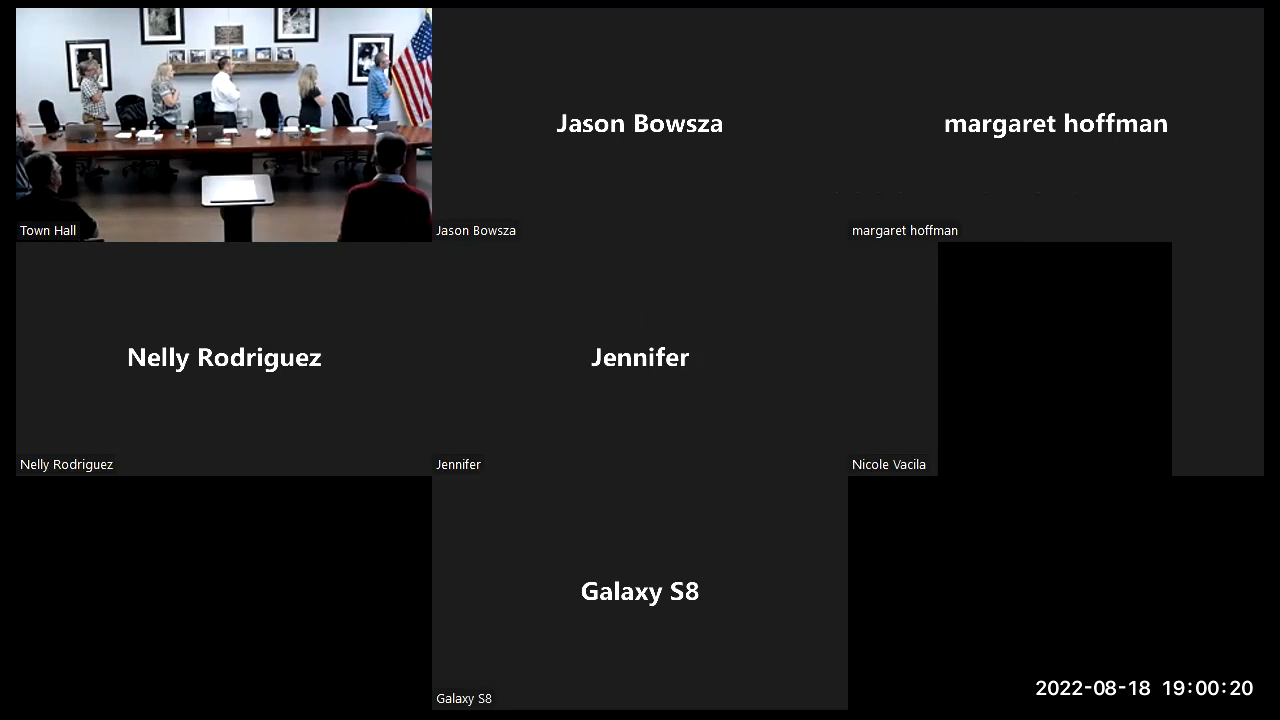 Town Hall
Jason Bowsza
Jason Bowsza
margaret hoffman
margaret hoffman
Nelly Rodriguez
Nelly Rodriguez
Jennifer
Jennifer
Nicole Vacila
Galaxy S8
Galaxy S8
2022-08-18 19:00:20